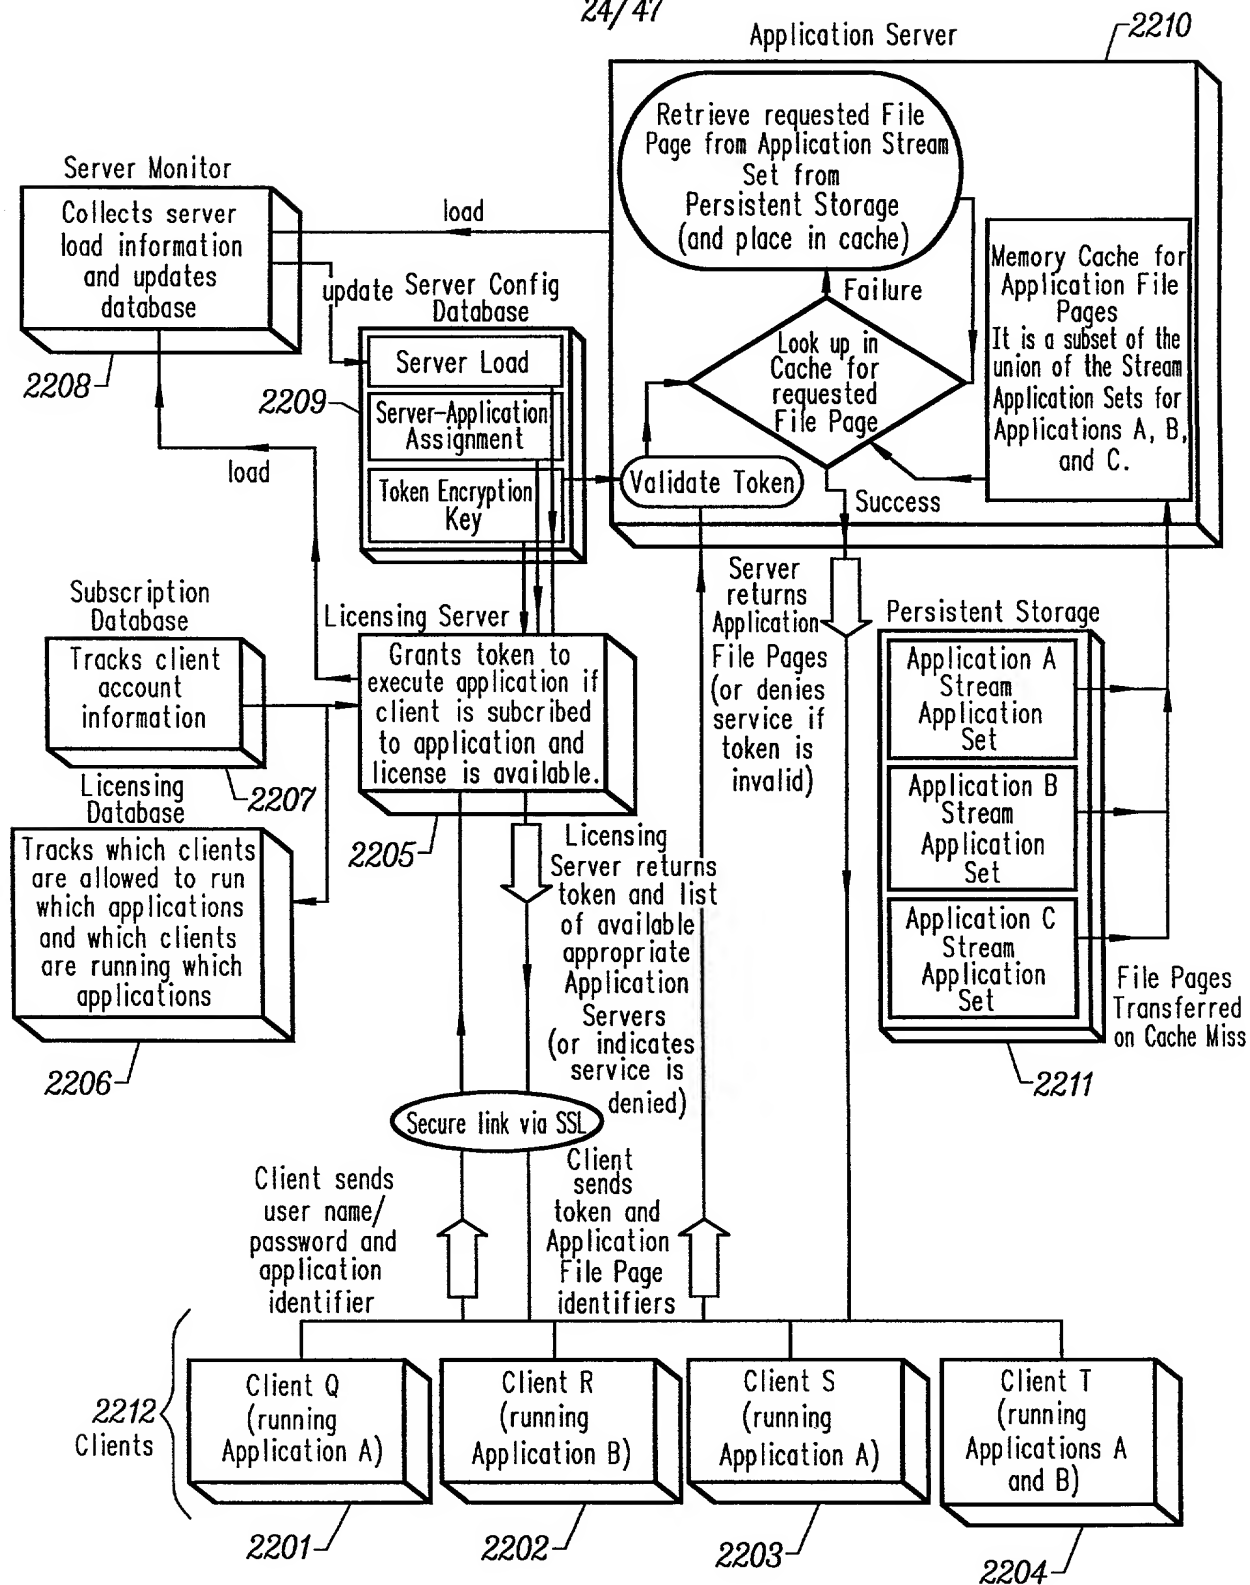 24/47
Application Server
2210
Retrieve requested File
Page from Application Stream
Set from
Persistent Storage
(and place in cache)
Server Monitor
Collects server
load information
and updates
database
2208
load
update
Server Config
Database
Server Load
Server-Application
Assignment
Token Encryption
Key
2209
Failure
Look up in
Cache for
requested
File Page
Validate Token
Success
Memory Cache for
Application File
Pages
It is a subset of the
union of the Stream
Application Sets for
Applications A, B,
and C.
load
Subscription
Database
Tracks client
account
information
2207
Licensing Server
Grants token to
execute application if
client is subcribed
to application and
license is available.
2205
Server
returns
Application
File Pages
(or denies
service if
token is
invalid)
Persistent Storage
Application A
Stream
Application
Set
Application B
Stream
Application
Set
Application C
Stream
Application
Set
2211
File Pages
Transferred
on Cache Miss
Licensing
Database
Tracks which clients
are allowed to run
which applications
and which clients
are running which
applications
2206
Licensing
Server returns
token and list
of available
appropriate
Application
Servers
(or indicates
service is
denied)
Secure link via SSL
Client sends
user name/
password and
application
identifier
Client
sends
token and
Application
File Page
identifiers
2212
Clients
Client Q
(running
Application A)
2201
Client R
(running
Application B)
2202
Client S
(running
Application A)
2203
Client T
(running
Applications A
and B)
2204